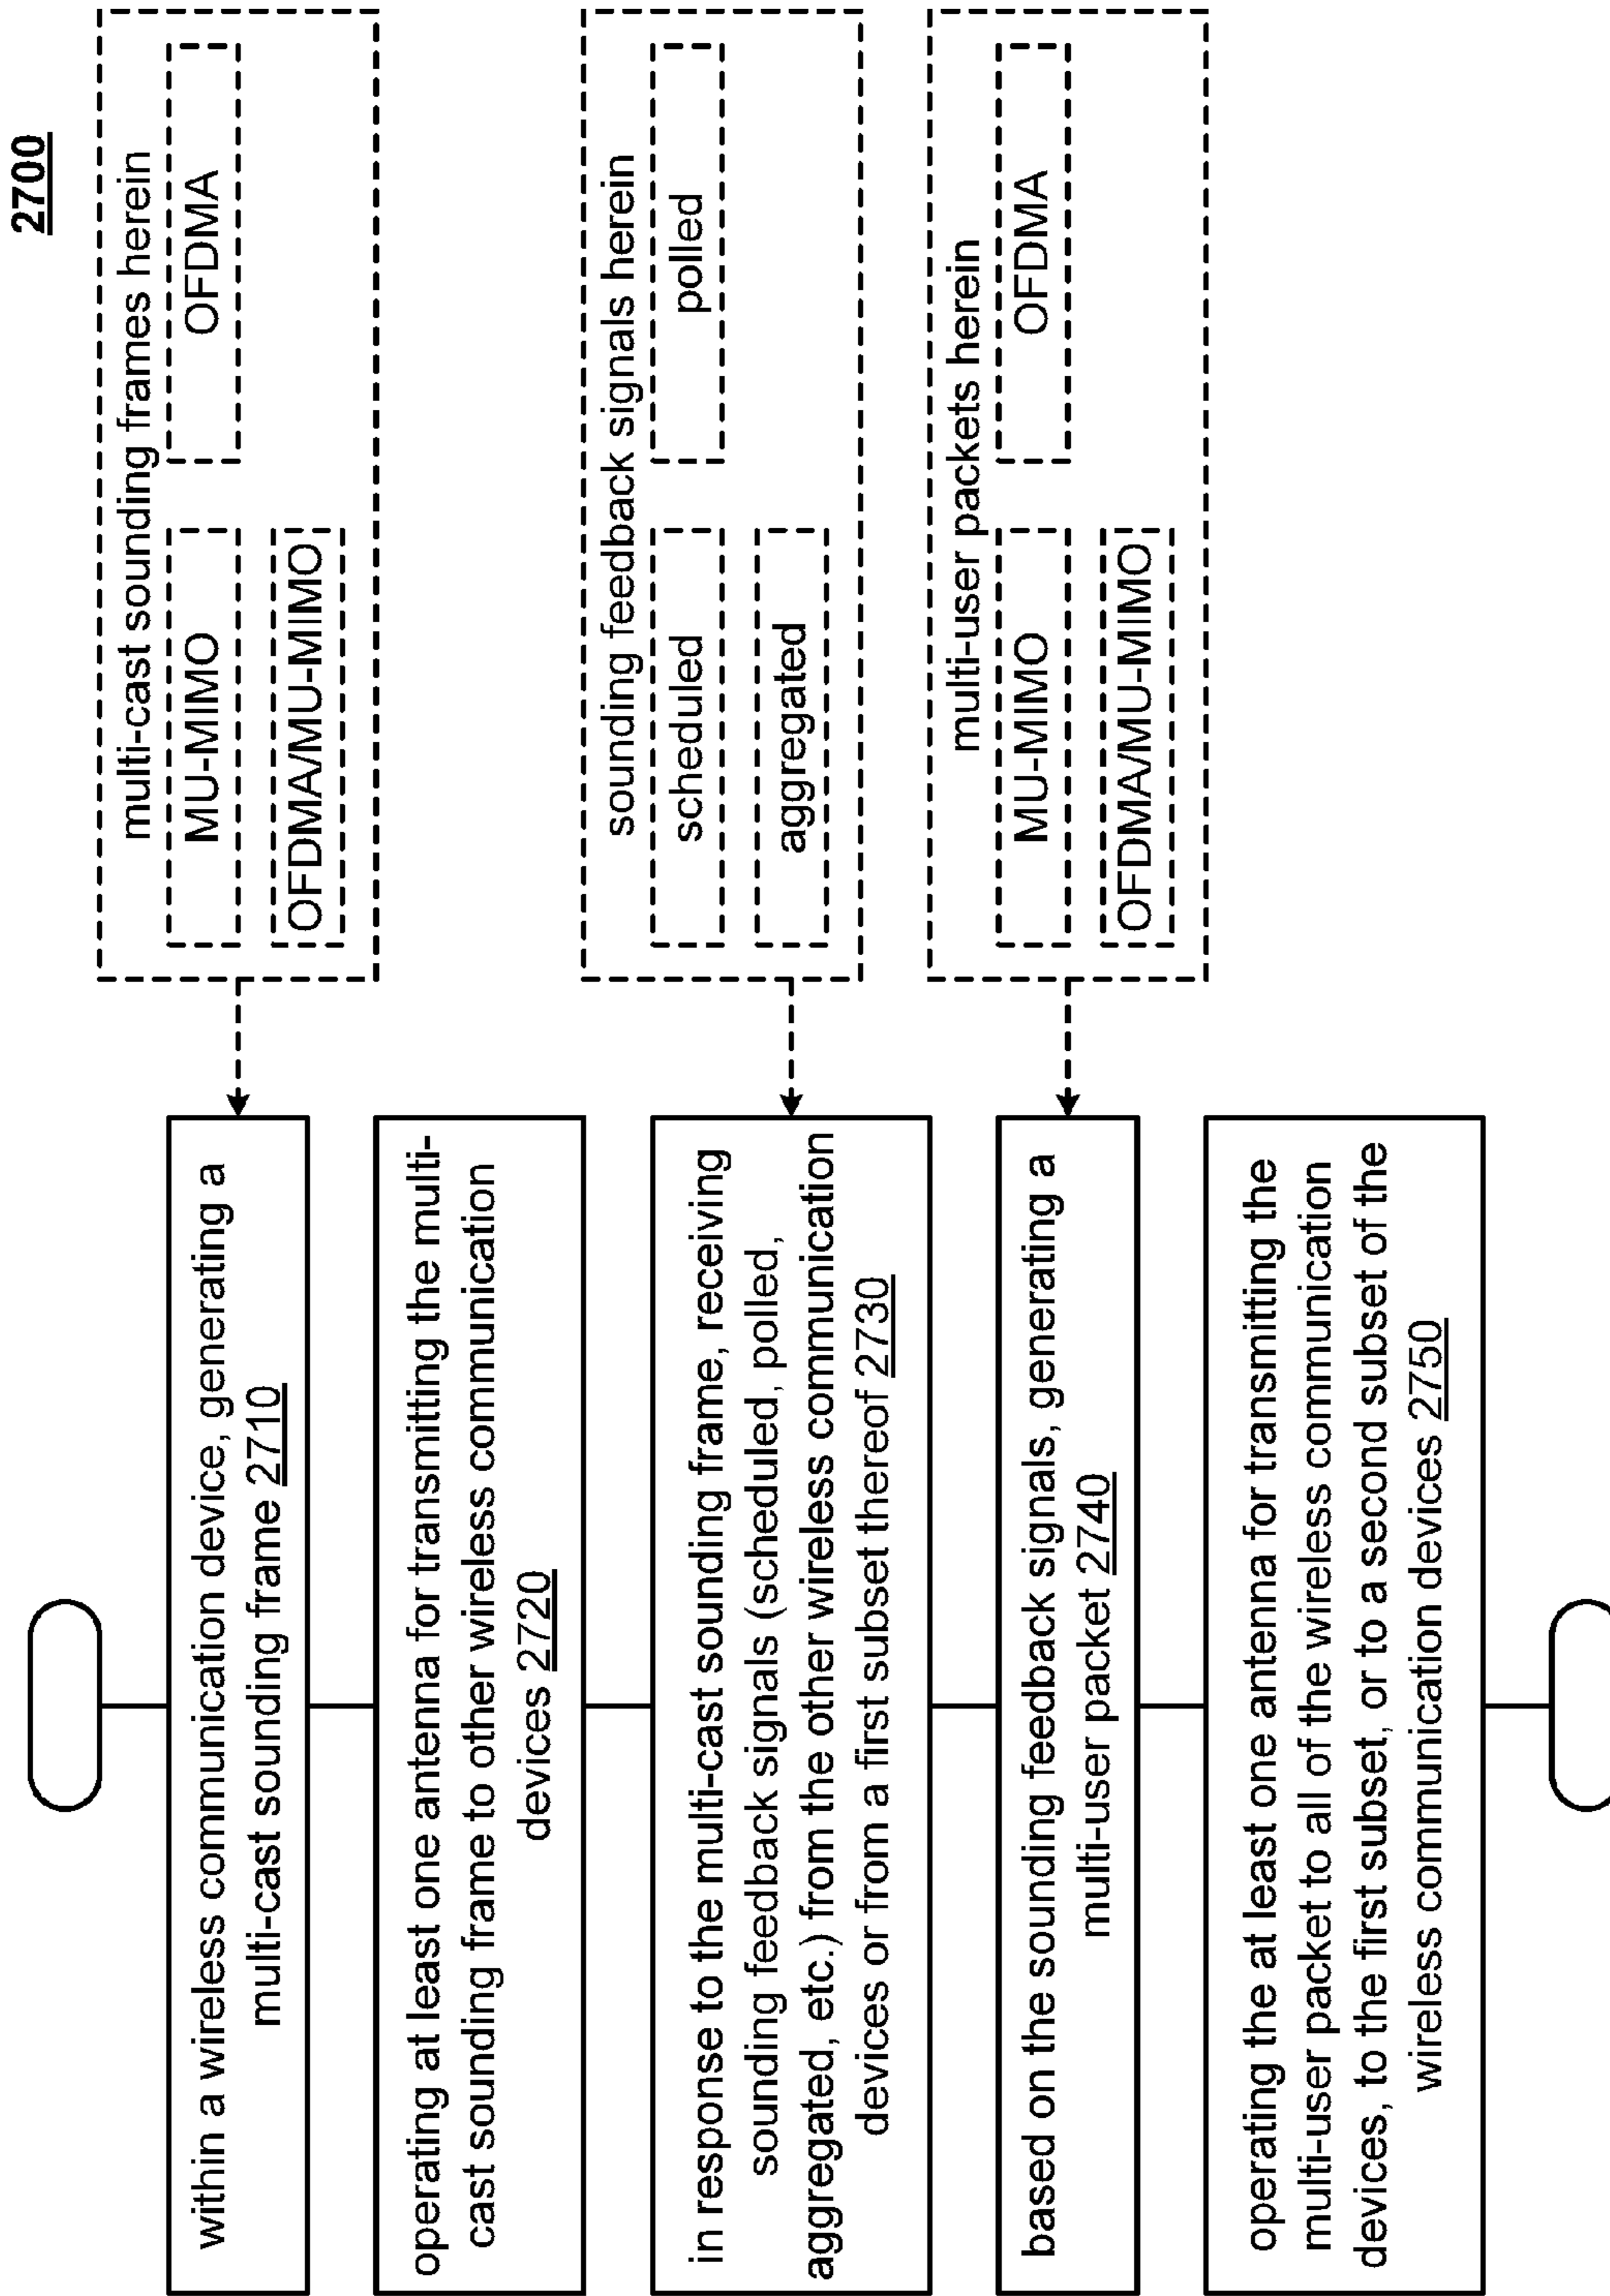 2700
within a wireless communication device, generating a
multi-cast sounding frame 2710
multi-cast sounding frames herein
MU-MIMO
OFDMA
OFDMA/MU-MIMO
operating at least one antenna for transmitting the multi-
cast sounding frame to other wireless communication
devices 2720
in response to the multi-cast sounding frame, receiving
sounding feedback signals (scheduled, polled,
aggregated, etc.) from the other wireless communication
devices or from a first subset thereof 2730
sounding feedback signals herein
scheduled
polled
aggregated
based on the sounding feedback signals, generating a
multi-user packet 2740
multi-user packets herein
MU-MIMO
OFDMA
OFDMA/MU-MIMO
operating the at least one antenna for transmitting the
multi-user packet to all of the wireless communication
devices, to the first subset, or to a second subset of the
wireless communication devices 2750